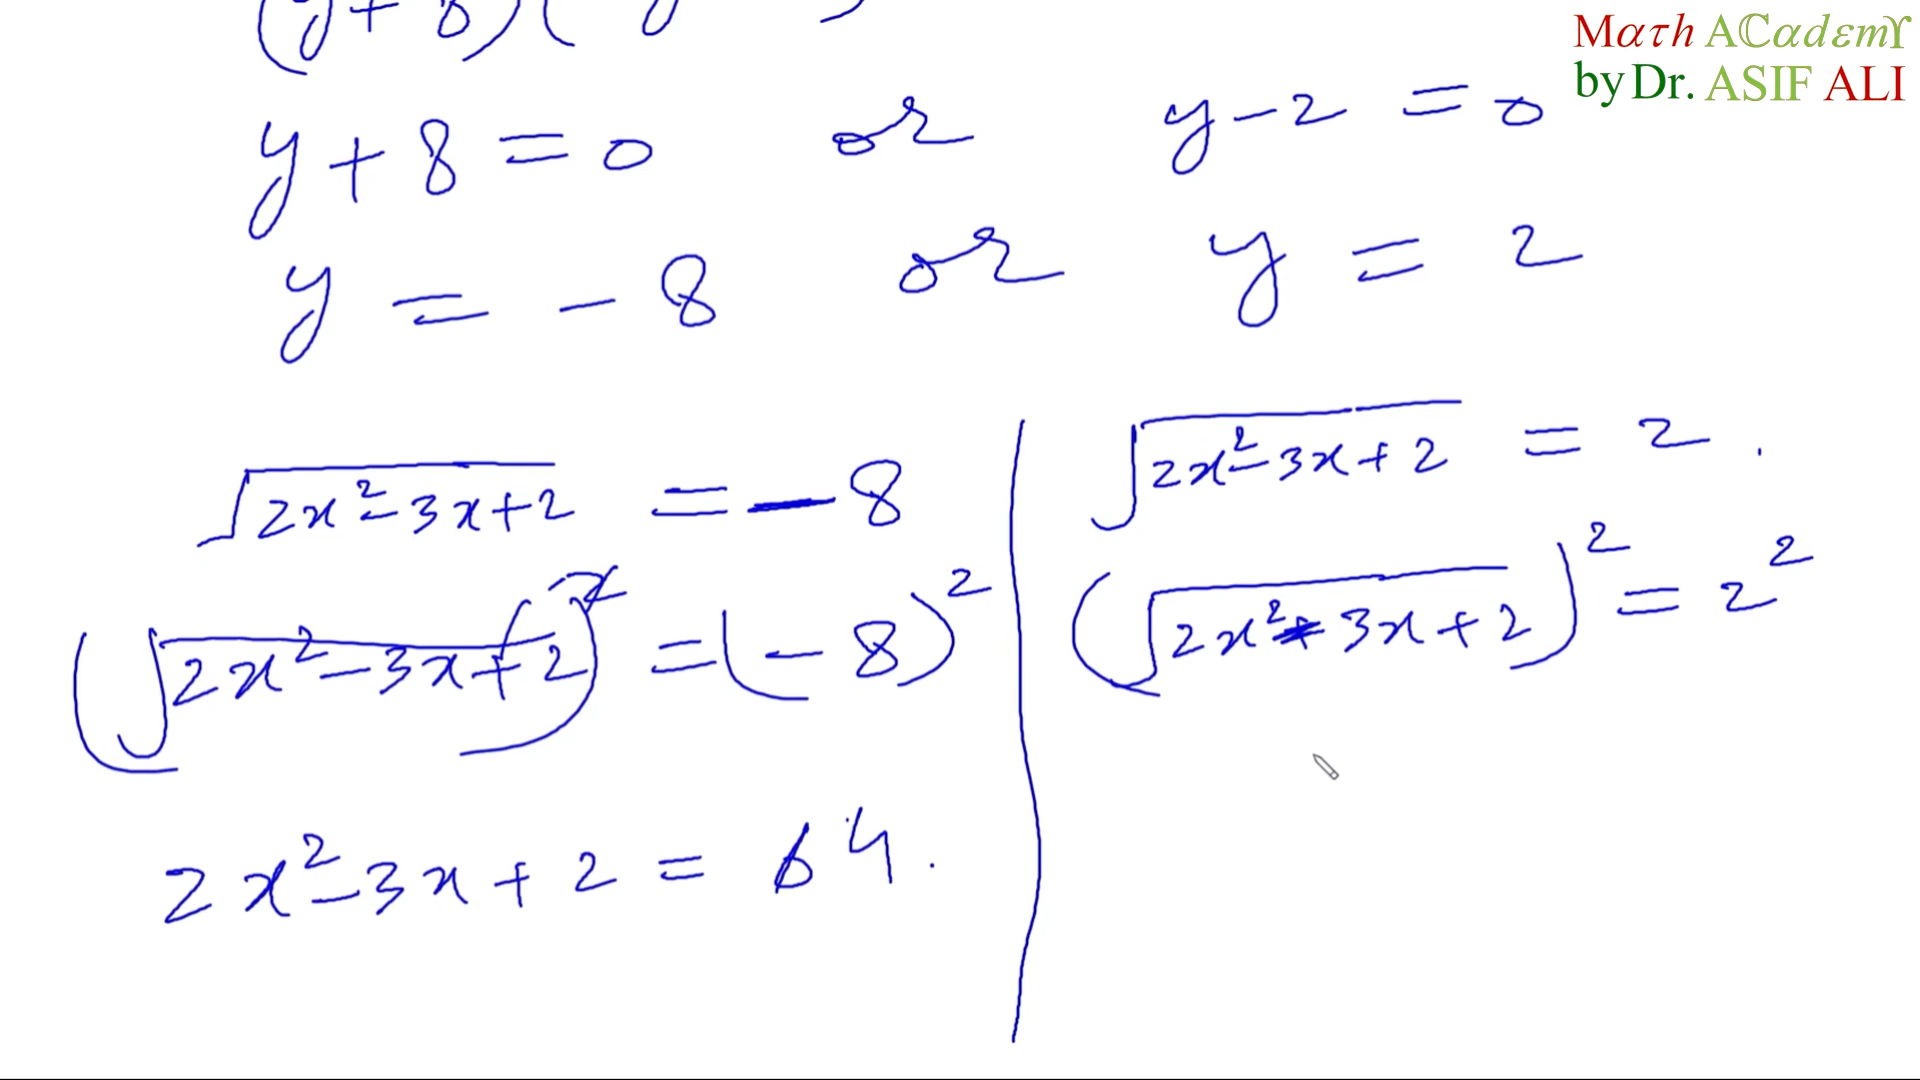 Math ACademy
by Dr. ASIF ALI
(y+8)(y
y+8=0 or y-2=0
y = -8 or y = 2
√(2x²-3x+2) = -8
(√(2x²-3x+2))² = (-8)²
2x²-3x+2 = 64.
√(2x²-3x+2) = 2.
(√(2x²-3x+2))² = 2²